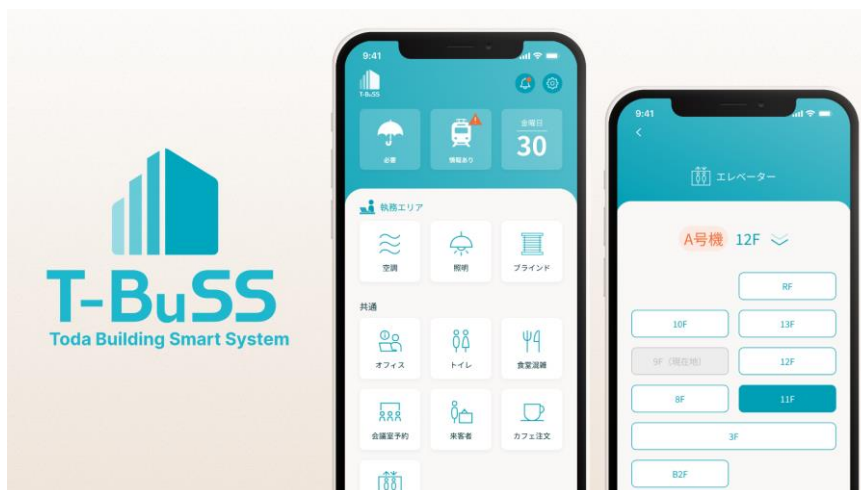 T-BuSS
Toda Building Smart System
9:41
T-BuSS
必要
情報あり
金曜日
30
執務エリア
空調
照明
ブラインド
共通
オフィス
トイレ
食堂混雑
会議室予約
来客者
カフェ注文
9:41
エレベーター
A号機 12F
RF
10F
13F
9F（現在地）
12F
8F
11F
3F
B2F